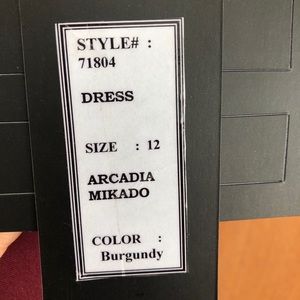 STYLE# :
71804
DRESS
SIZE : 12
ARCADIA
MIKADO
COLOR :
Burgundy